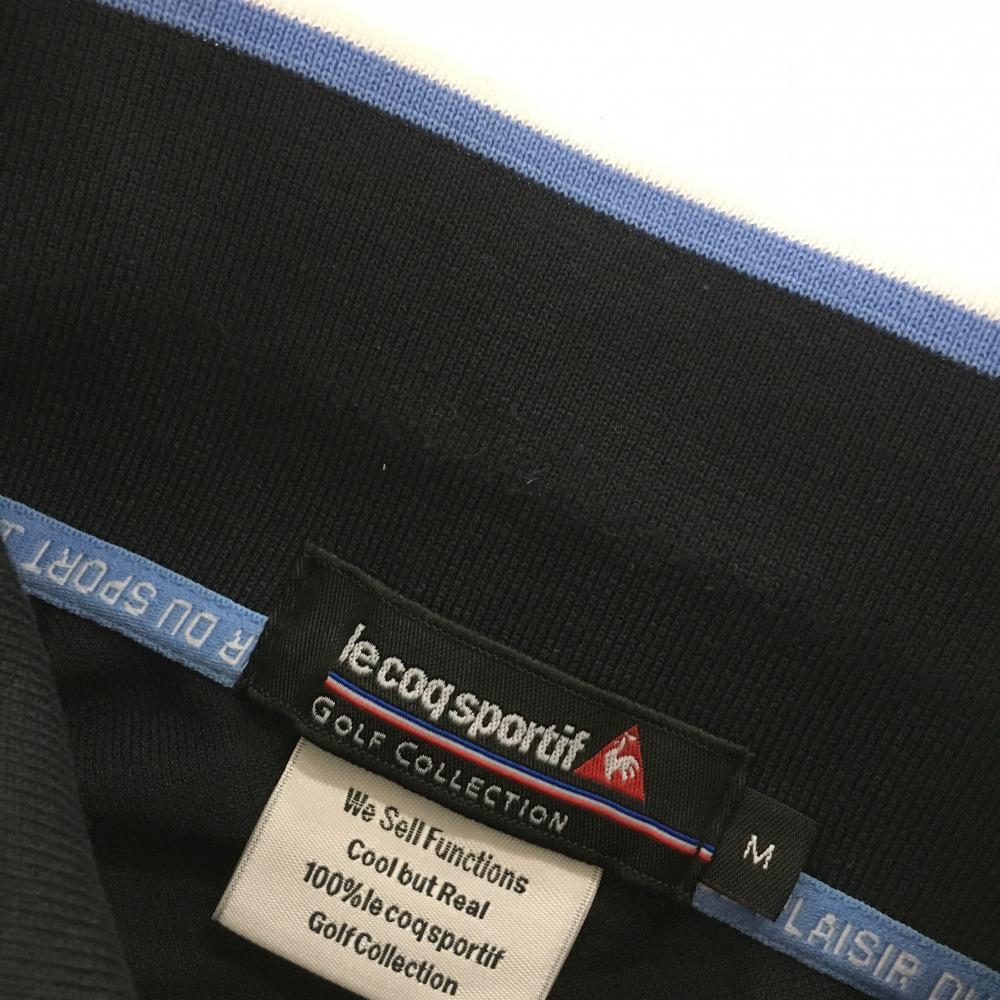 R DU SPORT
le coq sportif
GOLF COLLECTION
M
We Sell Functions
Cool but Real
100%le coq sportif
Golf Collection
LAISIR DU